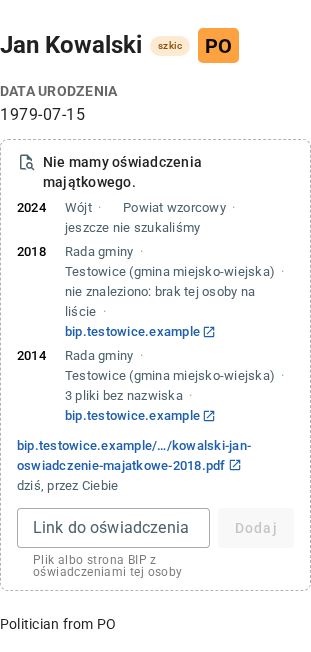 Jan Kowalski szkic PO
DATA URODZENIA
1979-07-15
Nie mamy oświadczenia
majątkowego.
2024 Wójt · Powiat wzorcowy ·
jeszcze nie szukaliśmy
2018 Rada gminy ·
Testowice (gmina miejsko-wiejska) ·
nie znaleziono: brak tej osoby na
liście ·
bip.testowice.example
2014 Rada gminy ·
Testowice (gmina miejsko-wiejska) ·
3 pliki bez nazwiska ·
bip.testowice.example
bip.testowice.example/…/kowalski-jan-
oswiadczenie-majatkowe-2018.pdf
dziś, przez Ciebie
Link do oświadczenia Dodaj
Plik albo strona BIP z
oświadczeniami tej osoby
Politician from PO